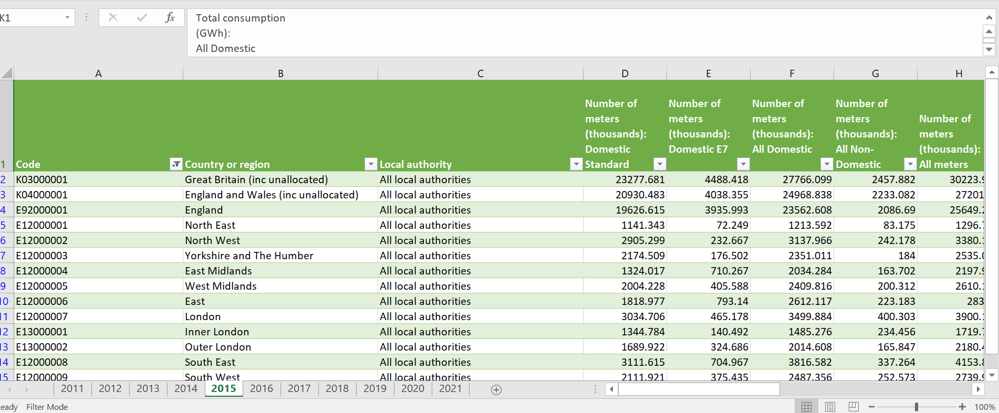 K1
fx
Total consumption
(GWh):
All Domestic
A B C D E F G H
1 Code Country or region Local authority Number of meters (thousands): Domestic Standard Number of meters (thousands): Domestic E7 Number of meters (thousands): All Domestic Number of meters (thousands): All Non-Domestic Number of meters (thousands): All meters
2 K03000001 Great Britain (inc unallocated) All local authorities 23277.681 4488.418 27766.099 2457.882 30223.
3 K04000001 England and Wales (inc unallocated) All local authorities 20930.483 4038.355 24968.838 2233.082 27201
4 E92000001 England All local authorities 19626.615 3935.993 23562.608 2086.69 25649.
5 E12000001 North East All local authorities 1141.343 72.249 1213.592 83.175 1296.
6 E12000002 North West All local authorities 2905.299 232.667 3137.966 242.178 3380.
7 E12000003 Yorkshire and The Humber All local authorities 2174.509 176.502 2351.011 184 2535.
8 E12000004 East Midlands All local authorities 1324.017 710.267 2034.284 163.702 2197.
9 E12000005 West Midlands All local authorities 2004.228 405.588 2409.816 200.312 2610.
10 E12000006 East All local authorities 1818.977 793.14 2612.117 223.183 283
11 E12000007 London All local authorities 3034.706 465.178 3499.884 400.303 3900.
12 E13000001 Inner London All local authorities 1344.784 140.492 1485.276 234.456 1719.
13 E13000002 Outer London All local authorities 1689.922 324.686 2014.608 165.847 2180.
14 E12000008 South East All local authorities 3111.615 704.967 3816.582 337.264 4153.
15 E12000009 South West All local authorities 2111.921 375.435 2487.356 252.573 2739.
2011 2012 2013 2014 2015 2016 2017 2018 2019 2020 2021
eady Filter Mode 100%